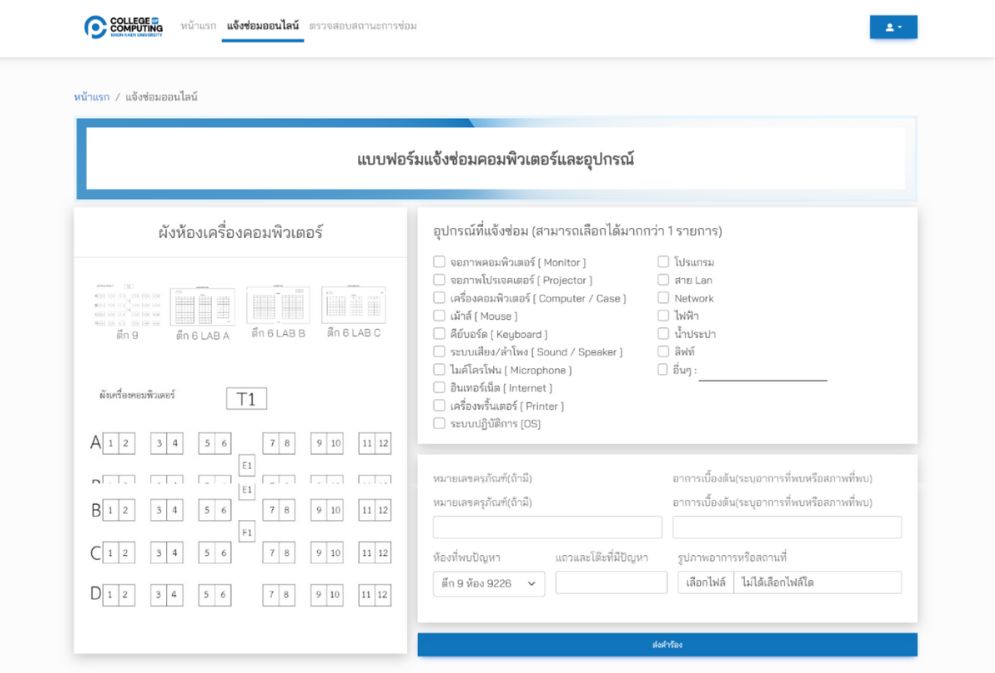 COLLEGE OF
COMPUTING
KHON KAEN UNIVERSITY
หน้าแรก แจ้งซ่อมออนไลน์ ตรวจสอบสถานะการซ่อม
หน้าแรก / แจ้งซ่อมออนไลน์
แบบฟอร์มแจ้งซ่อมคอมพิวเตอร์และอุปกรณ์
ผังห้องเครื่องคอมพิวเตอร์
ตึก 9 ตึก 6 LAB A ตึก 6 LAB B ตึก 6 LAB C
ผังเครื่องคอมพิวเตอร์ T1
A 1 2 3 4 5 6 7 8 9 10 11 12
E1
E1
B 1 2 3 4 5 6 7 8 9 10 11 12
F1
C 1 2 3 4 5 6 7 8 9 10 11 12
D 1 2 3 4 5 6 7 8 9 10 11 12
อุปกรณ์ที่แจ้งซ่อม (สามารถเลือกได้มากกว่า 1 รายการ)
จอภาพคอมพิวเตอร์ [ Monitor ]
จอภาพโปรเจคเตอร์ [ Projector ]
เครื่องคอมพิวเตอร์ [ Computer / Case ]
เม้าส์ [ Mouse ]
คีย์บอร์ด [ Keyboard ]
ระบบเสียง/ลำโพง [ Sound / Speaker ]
ไมค์โครโฟน [ Microphone ]
อินเทอร์เน็ต [ Internet ]
เครื่องพริ้นเตอร์ [ Printer ]
ระบบปฏิบัติการ [OS]
โปรแกรม
สาย Lan
Network
ไฟฟ้า
น้ำประปา
ลิฟท์
อื่นๆ :
หมายเลขครุภัณฑ์(ถ้ามี) อาการเบื้องต้น(ระบุอาการที่พบหรือสภาพที่พบ)
หมายเลขครุภัณฑ์(ถ้ามี) อาการเบื้องต้น(ระบุอาการที่พบหรือสภาพที่พบ)
ห้องที่พบปัญหา แถวและโต๊ะที่มีปัญหา รูปภาพอาการหรือสถานที่
ตึก 9 ห้อง 9226 เลือกไฟล์ ไม่ได้เลือกไฟล์ใด
ส่งคำร้อง